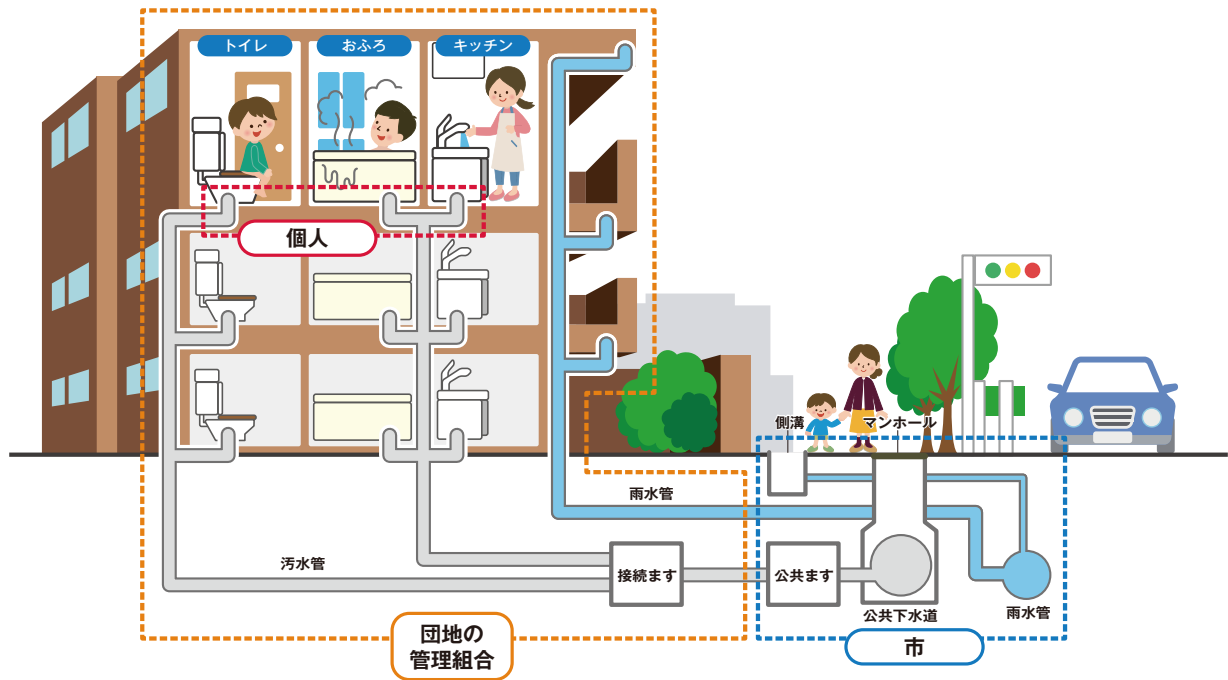 トイレ
おふろ
キッチン
個人
側溝
マンホール
雨水管
汚水管
接続ます
公共ます
公共下水道
雨水管
団地の
管理組合
市